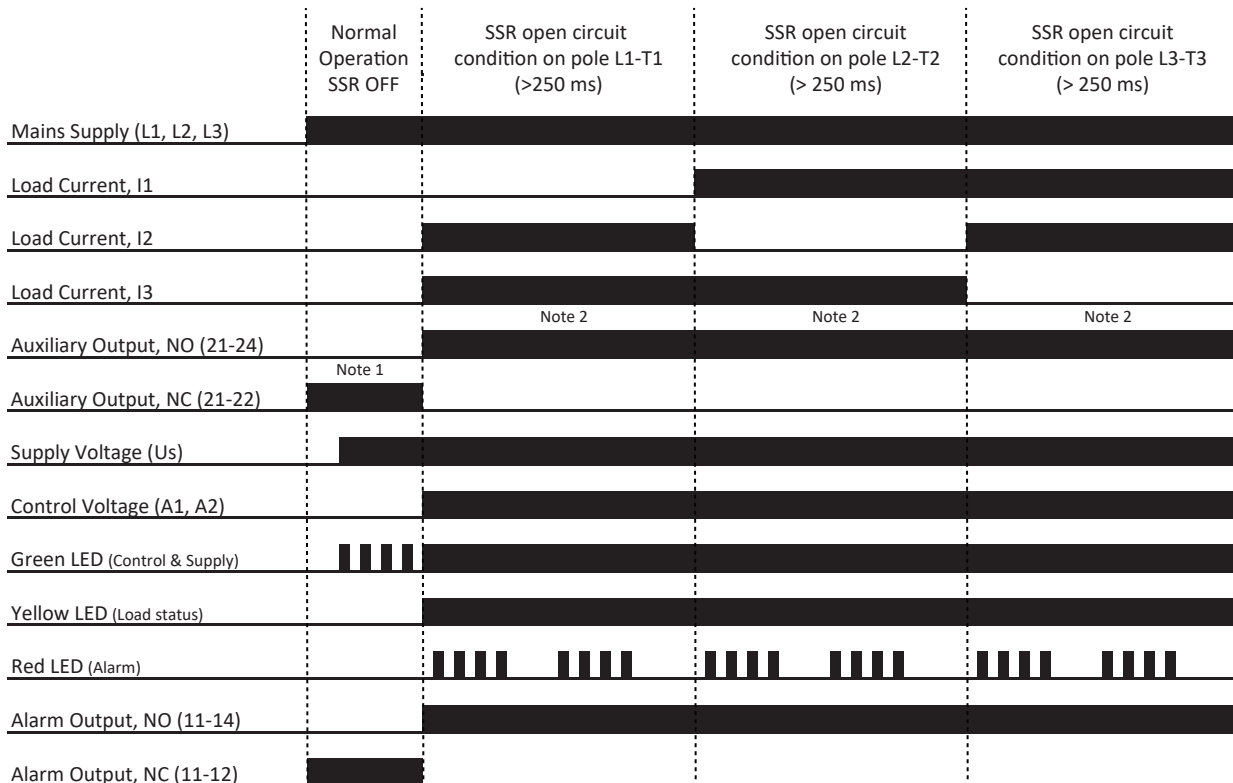 Normal
Operation
SSR OFF
SSR open circuit
condition on pole L1-T1
(>250 ms)
SSR open circuit
condition on pole L2-T2
(> 250 ms)
SSR open circuit
condition on pole L3-T3
(> 250 ms)
Mains Supply (L1, L2, L3)
Load Current, I1
Load Current, I2
Load Current, I3
Note 2
Note 2
Note 2
Auxiliary Output, NO (21-24)
Note 1
Auxiliary Output, NC (21-22)
Supply Voltage (Us)
Control Voltage (A1, A2)
Green LED (Control & Supply)
Yellow LED (Load status)
Red LED (Alarm)
Alarm Output, NO (11-14)
Alarm Output, NC (11-12)